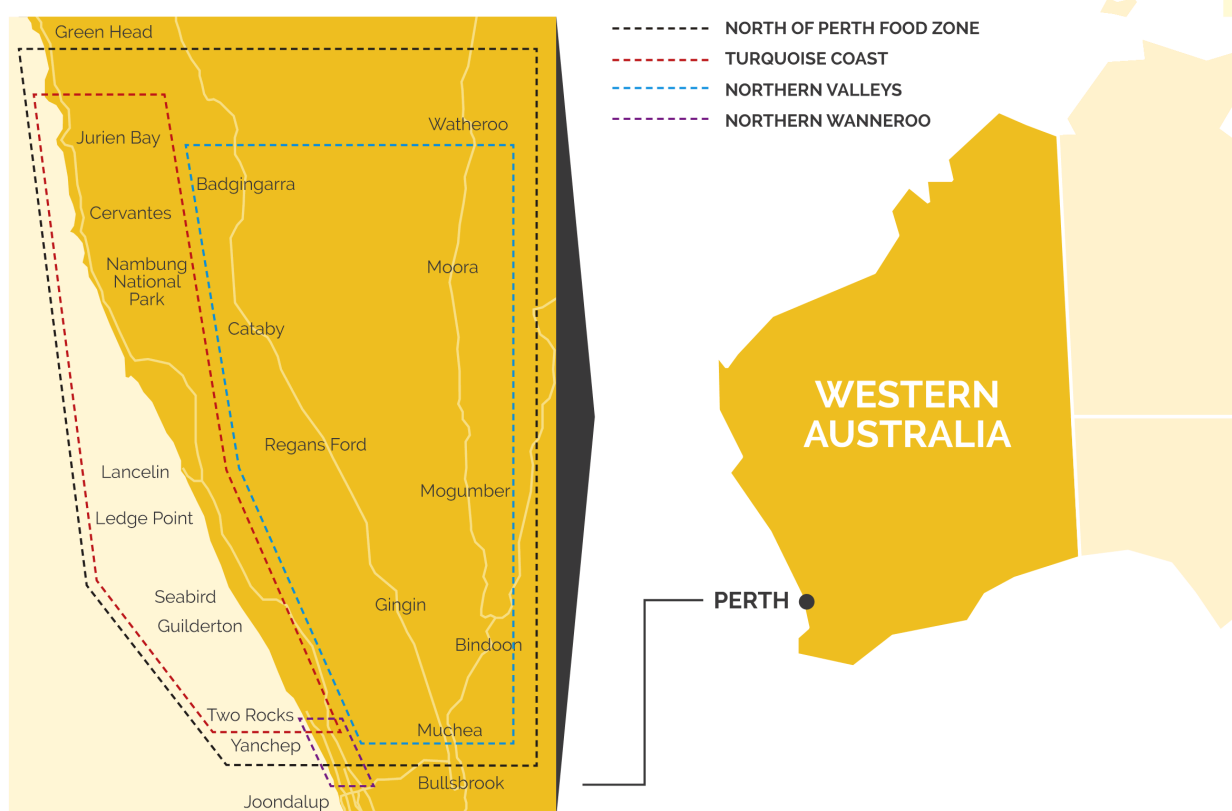 Green Head
Jurien Bay
Watheroo
Badgingarra
Cervantes
Nambung
National
Park
Moora
Cataby
Regans Ford
Lancelin
Mogumber
Ledge Point
Seabird
Gingin
Guilderton
Bindoon
Two Rocks
Muchea
Yanchep
Bullsbrook
Joondalup
NORTH OF PERTH FOOD ZONE
TURQUOISE COAST
NORTHERN VALLEYS
NORTHERN WANNEROO
WESTERN
AUSTRALIA
PERTH